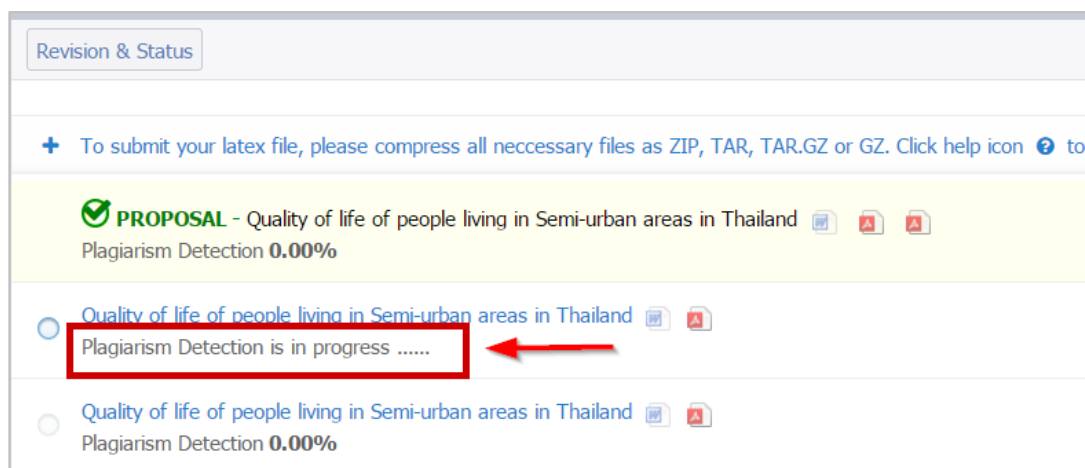 Revision & Status
To submit your latex file, please compress all neccessary files as ZIP, TAR, TAR.GZ or GZ. Click help icon ? to
PROPOSAL - Quality of life of people living in Semi-urban areas in Thailand
Plagiarism Detection 0.00%
Quality of life of people living in Semi-urban areas in Thailand
Plagiarism Detection is in progress ......
Quality of life of people living in Semi-urban areas in Thailand
Plagiarism Detection 0.00%